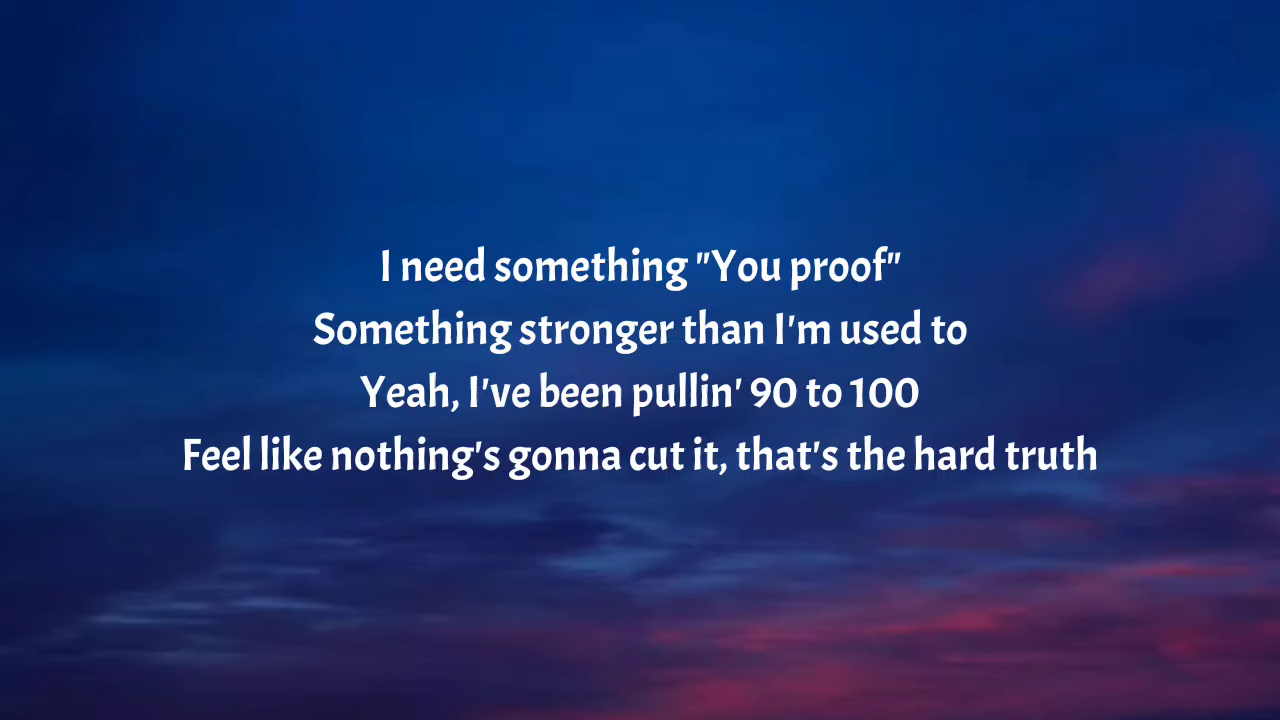 I need something "You proof"
Something stronger than I'm used to
Yeah, I've been pullin' 90 to 100
Feel like nothing's gonna cut it, that's the hard truth